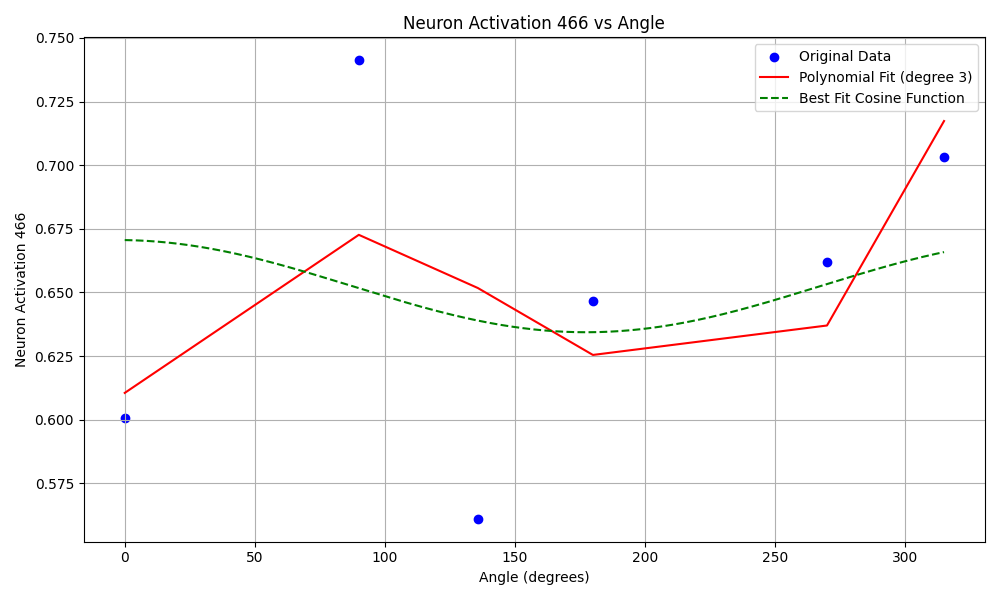 Neuron Activation 466 vs Angle
Original Data
Polynomial Fit (degree 3)
Best Fit Cosine Function
Neuron Activation 466
0.750
0.725
0.700
0.675
0.650
0.625
0.600
0.575
0 50 100 150 200 250 300
Angle (degrees)